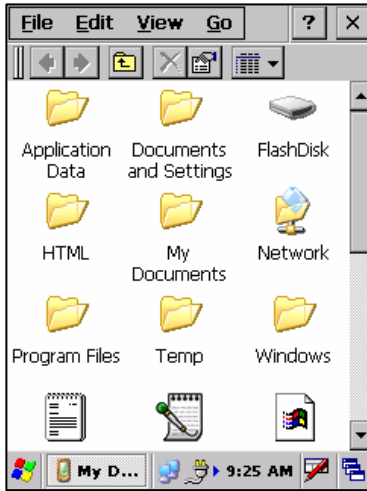 File Edit View Go ? ×
Application Data
Documents and Settings
FlashDisk
HTML
My Documents
Network
Program Files
Temp
Windows
My D...
9:25 AM